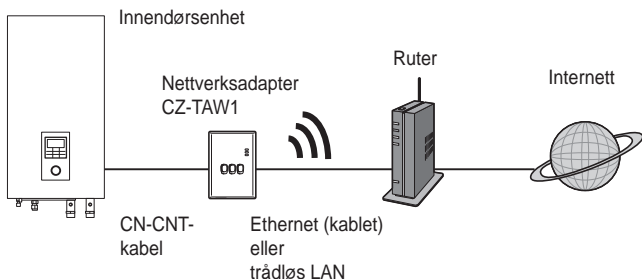 Innendørsenhet
Nettverksadapter
CZ-TAW1
Ruter
Internett
CN-CNT-
kabel
Ethernet (kablet)
eller
trådløs LAN